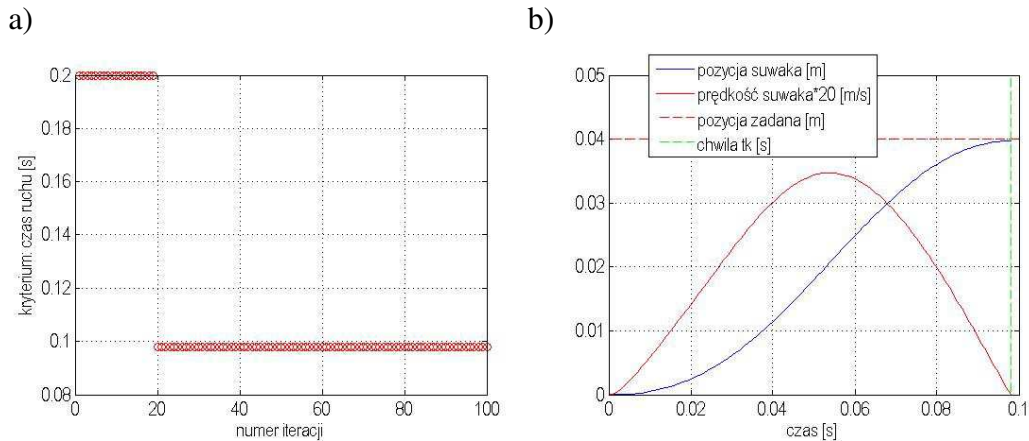 a)
0.2
0.18
0.16
0.14
0.12
0.1
0.08
kryterium: czas ruchu [s]
0
20
40
60
80
100
numer iteracji
b)
pozycja suwaka [m]
prędkość suwaka*20 [m/s]
pozycja zadana [m]
chwila tk [s]
0.05
0.04
0.03
0.02
0.01
0
0
0.02
0.04
0.06
0.08
0.1
czas [s]